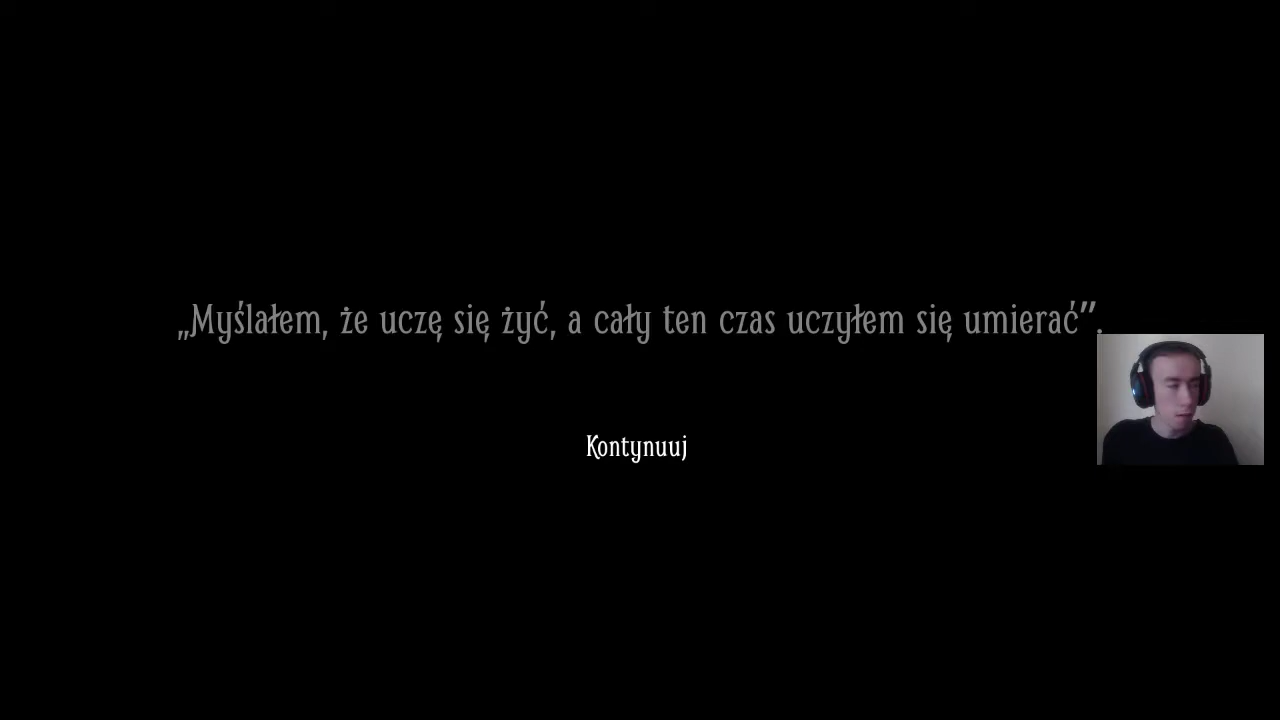 „Myślałem, że uczę się żyć, a cały ten czas uczyłem się umierać”.
Kontynuuj